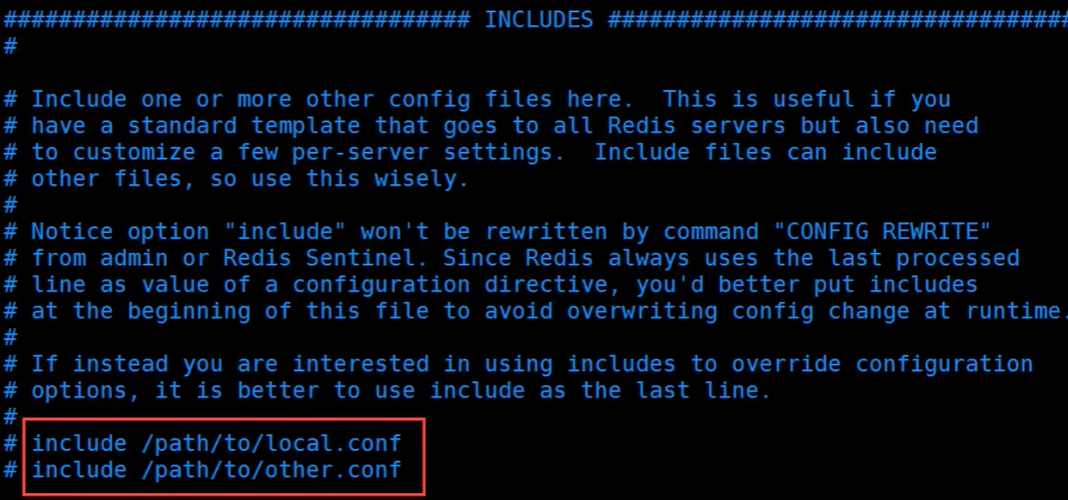 ################################## INCLUDES ##################################
#
# Include one or more other config files here.  This is useful if you
# have a standard template that goes to all Redis servers but also need
# to customize a few per-server settings.  Include files can include
# other files, so use this wisely.
#
# Notice option "include" won't be rewritten by command "CONFIG REWRITE"
# from admin or Redis Sentinel. Since Redis always uses the last processed
# line as value of a configuration directive, you'd better put includes
# at the beginning of this file to avoid overwriting config change at runtime.
#
# If instead you are interested in using includes to override configuration
# options, it is better to use include as the last line.
#
# include /path/to/local.conf
# include /path/to/other.conf